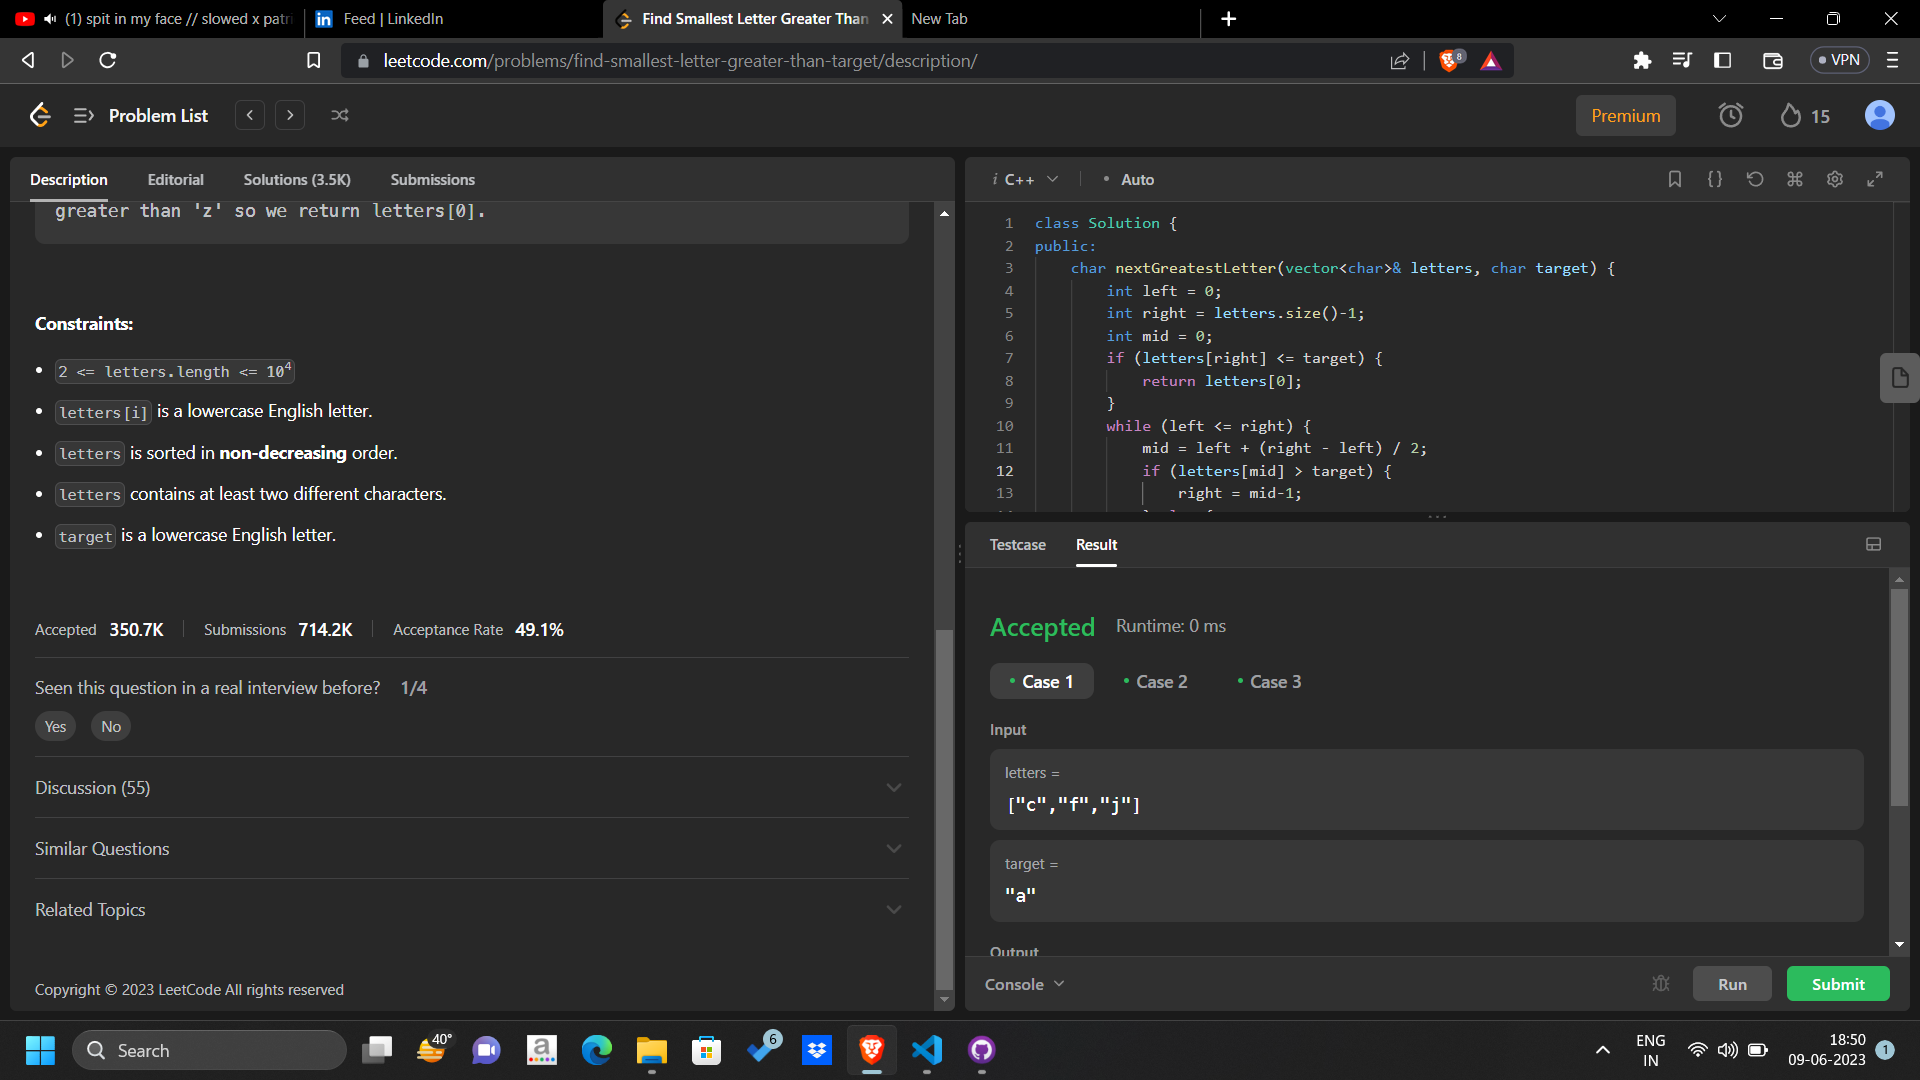 (1) spit in my face // slowed x patri
Feed | LinkedIn
Find Smallest Letter Greater Than
New Tab
leetcode.com/problems/find-smallest-letter-greater-than-target/description/
8
VPN
Problem List
Premium
15
Description
Editorial
Solutions (3.5K)
Submissions
greater than 'z' so we return letters[0].
Constraints:
• 2 <= letters.length <= 10⁴
• letters[i] is a lowercase English letter.
• letters is sorted in non-decreasing order.
• letters contains at least two different characters.
• target is a lowercase English letter.
Accepted 350.7K
Submissions 714.2K
Acceptance Rate 49.1%
Seen this question in a real interview before? 1/4
Yes
No
Discussion (55)
Similar Questions
Related Topics
Copyright © 2023 LeetCode All rights reserved
i C++
• Auto
{}
1 class Solution {
2 public:
3 char nextGreatestLetter(vector<char>& letters, char target) {
4 int left = 0;
5 int right = letters.size()-1;
6 int mid = 0;
7 if (letters[right] <= target) {
8 return letters[0];
9 }
10 while (left <= right) {
11 mid = left + (right - left) / 2;
12 if (letters[mid] > target) {
13 right = mid-1;
Testcase
Result
Accepted
Runtime: 0 ms
• Case 1
• Case 2
• Case 3
Input
letters =
["c","f","j"]
target =
"a"
Output
Console
Run
Submit
Search
40°
a
6
ENG
IN
18:50
09-06-2023
1